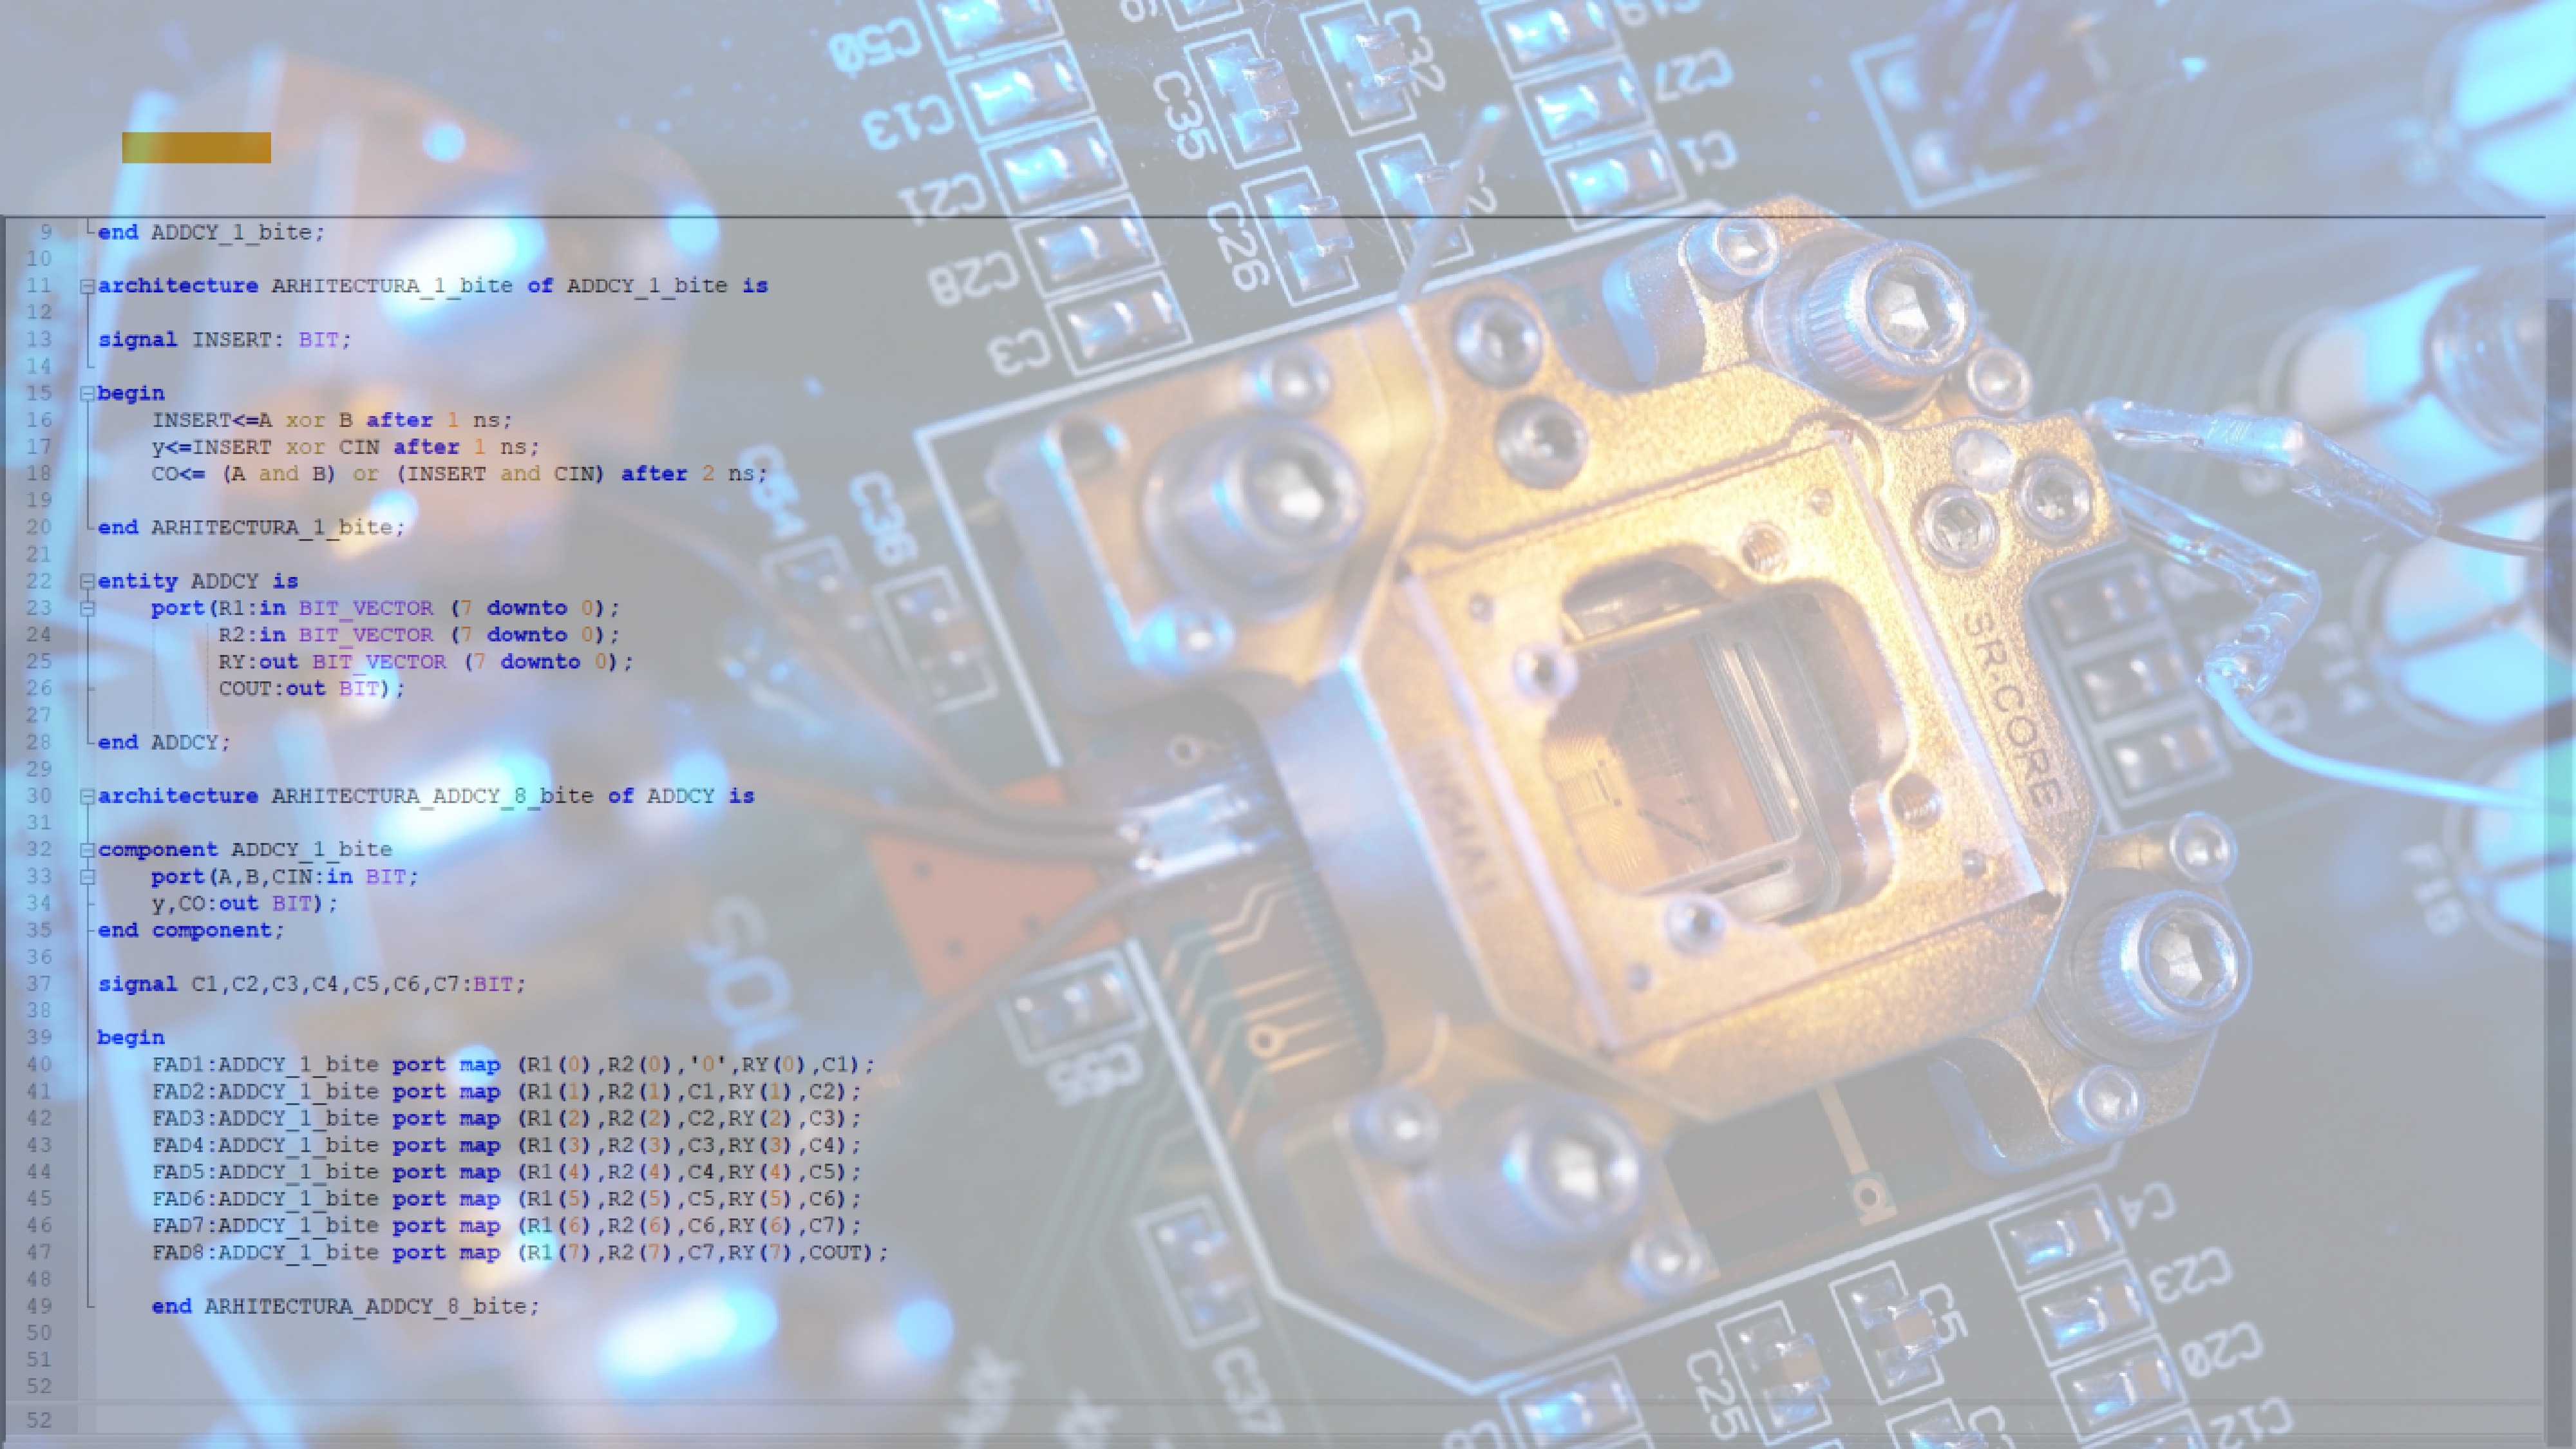 C50
C13
C21
C28
C3
C35
C26
C32
C19
C27
C1
9 end ADDCY_1_bite;
10
11 architecture ARHITECTURA_1_bite of ADDCY_1_bite is
12
13 signal INSERT: BIT;
14
15 begin
16 INSERT<=A xor B after 1 ns;
17 y<=INSERT xor CIN after 1 ns;
18 CO<= (A and B) or (INSERT and CIN) after 2 ns;
19
20 end ARHITECTURA_1_bite;
21
22 entity ADDCY is
23 port(R1:in BIT_VECTOR (7 downto 0);
24 R2:in BIT_VECTOR (7 downto 0);
25 RY:out BIT_VECTOR (7 downto 0);
26 COUT:out BIT);
27
28 end ADDCY;
29
30 architecture ARHITECTURA_ADDCY_8_bite of ADDCY is
31
32 component ADDCY_1_bite
33 port(A,B,CIN:in BIT;
34 y,CO:out BIT);
35 end component;
36
37 signal C1,C2,C3,C4,C5,C6,C7:BIT;
38
39 begin
40 FAD1:ADDCY_1_bite port map (R1(0),R2(0),'0',RY(0),C1);
41 FAD2:ADDCY_1_bite port map (R1(1),R2(1),C1,RY(1),C2);
42 FAD3:ADDCY_1_bite port map (R1(2),R2(2),C2,RY(2),C3);
43 FAD4:ADDCY_1_bite port map (R1(3),R2(3),C3,RY(3),C4);
44 FAD5:ADDCY_1_bite port map (R1(4),R2(4),C4,RY(4),C5);
45 FAD6:ADDCY_1_bite port map (R1(5),R2(5),C5,RY(5),C6);
46 FAD7:ADDCY_1_bite port map (R1(6),R2(6),C6,RY(6),C7);
47 FAD8:ADDCY_1_bite port map (R1(7),R2(7),C7,RY(7),COUT);
48
49 end ARHITECTURA_ADDCY_8_bite;
50
51
52
52
C54
C36
SR-CORE
F14
F15
C55
C37
C4
C23
C20
C12
C5
C25